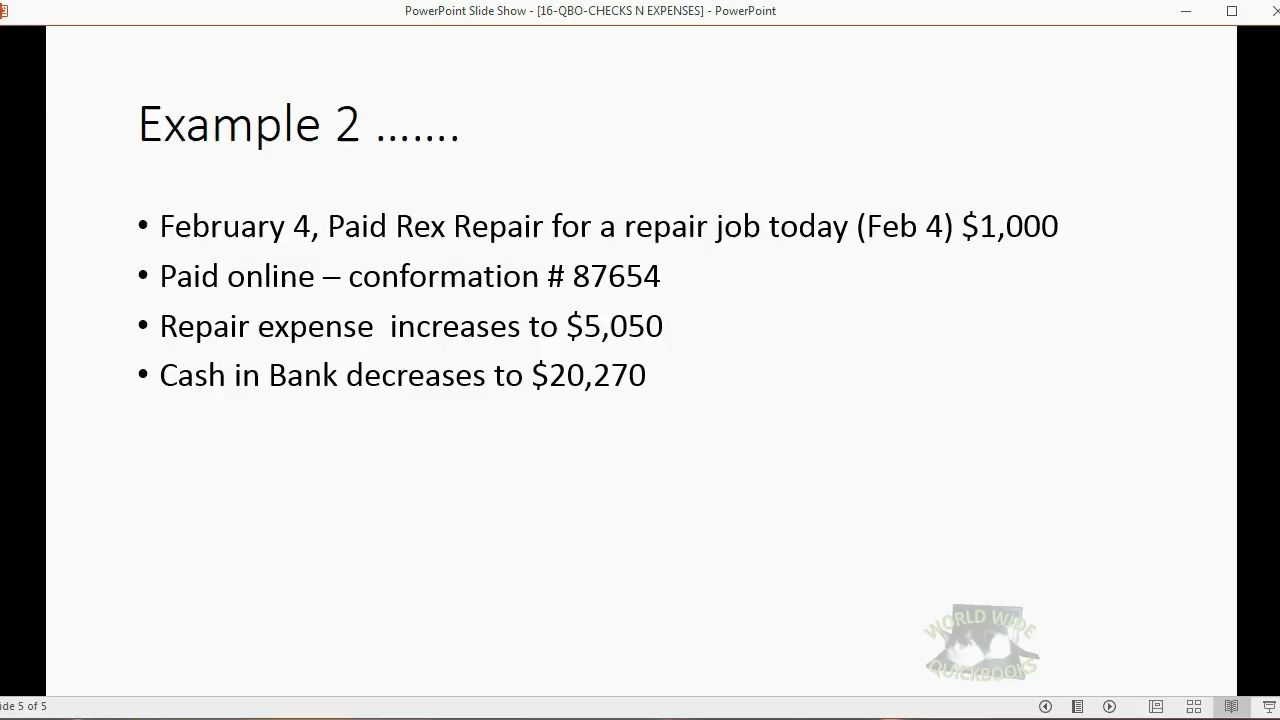 PowerPoint Slide Show - [16-QBO-CHECKS N EXPENSES] - PowerPoint
Example 2 .......
• February 4, Paid Rex Repair for a repair job today (Feb 4) $1,000
• Paid online – conformation # 87654
• Repair expense  increases to $5,050
• Cash in Bank decreases to $20,270
WORLD WIDE
QUICKBOOKS
ide 5 of 5